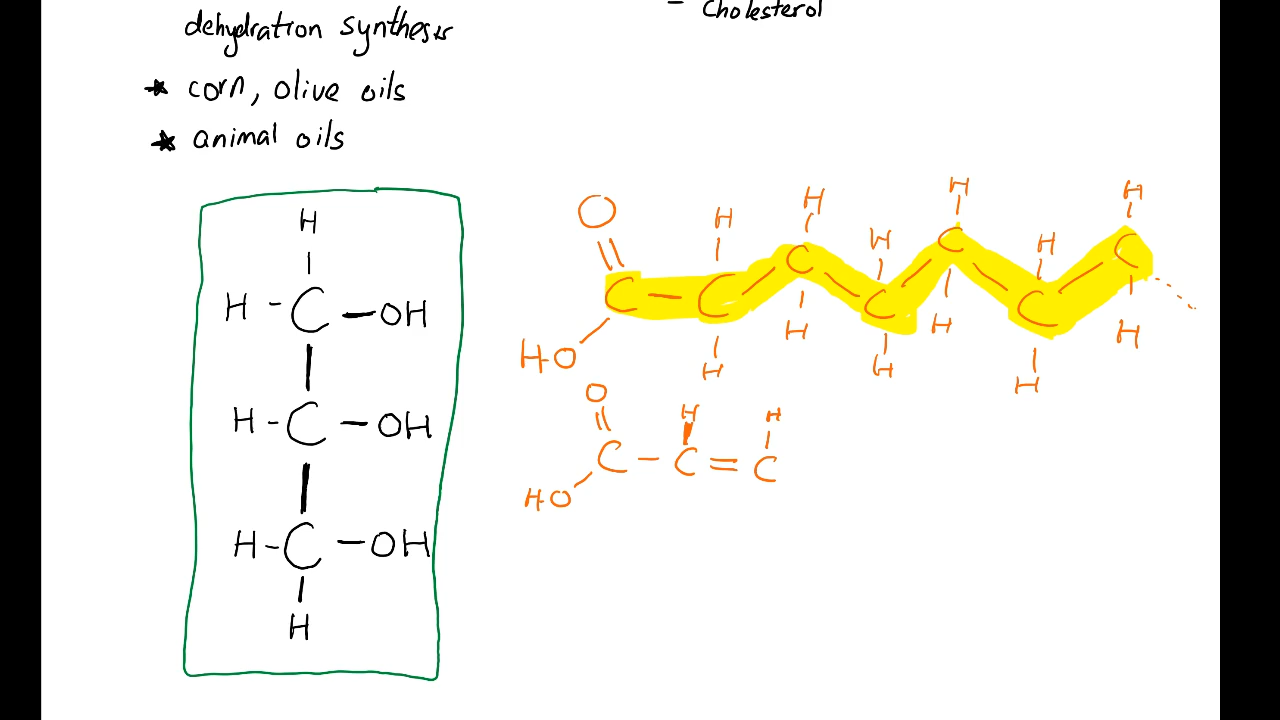 dehydration synthesis
- Cholesterol
* corn, olive oils
* animal oils
H
H - C - OH
H - C - OH
H - C - OH
H
O H H H H H H
C - C - C - C - C - C - C
HO H H H H H H
O H H
C - C = C
HO